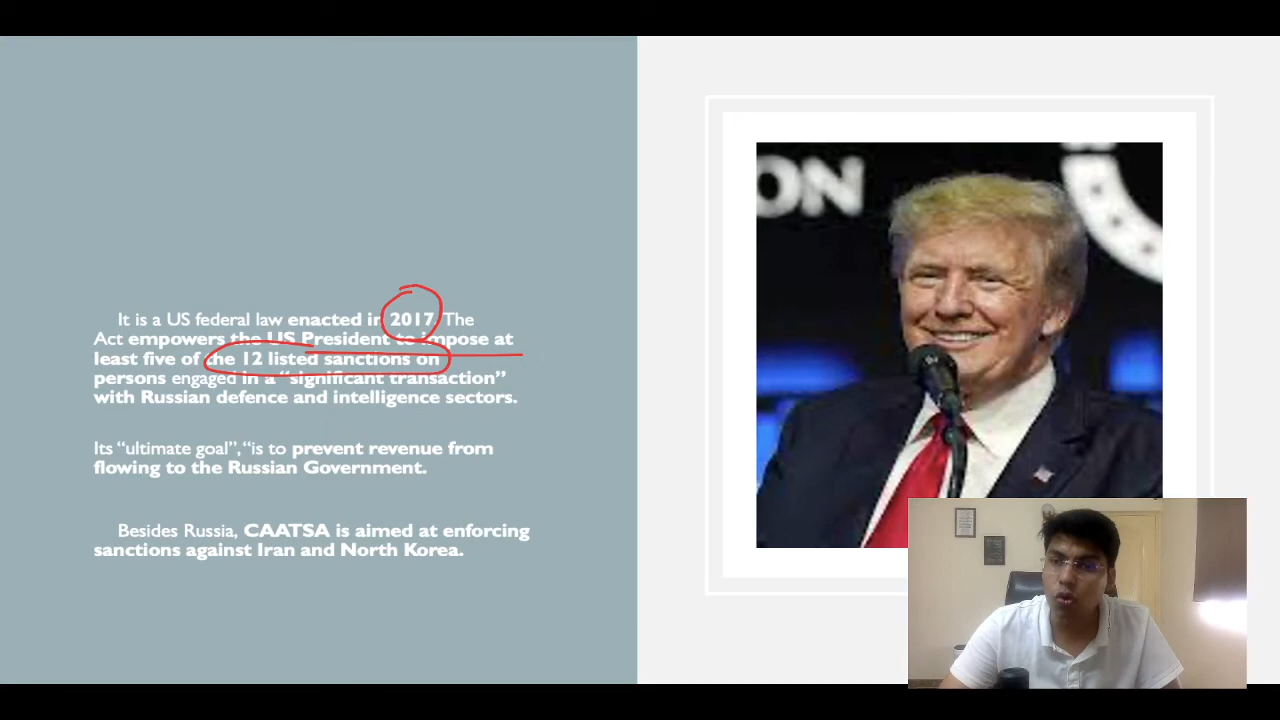 It is a US federal law enacted in 2017. The
Act empowers the US President to impose at
least five of the 12 listed sanctions on
persons engaged in a “significant transaction”
with Russian defence and intelligence sectors.
Its “ultimate goal”, “is to prevent revenue from
flowing to the Russian Government.
Besides Russia, CAATSA is aimed at enforcing
sanctions against Iran and North Korea.
ON